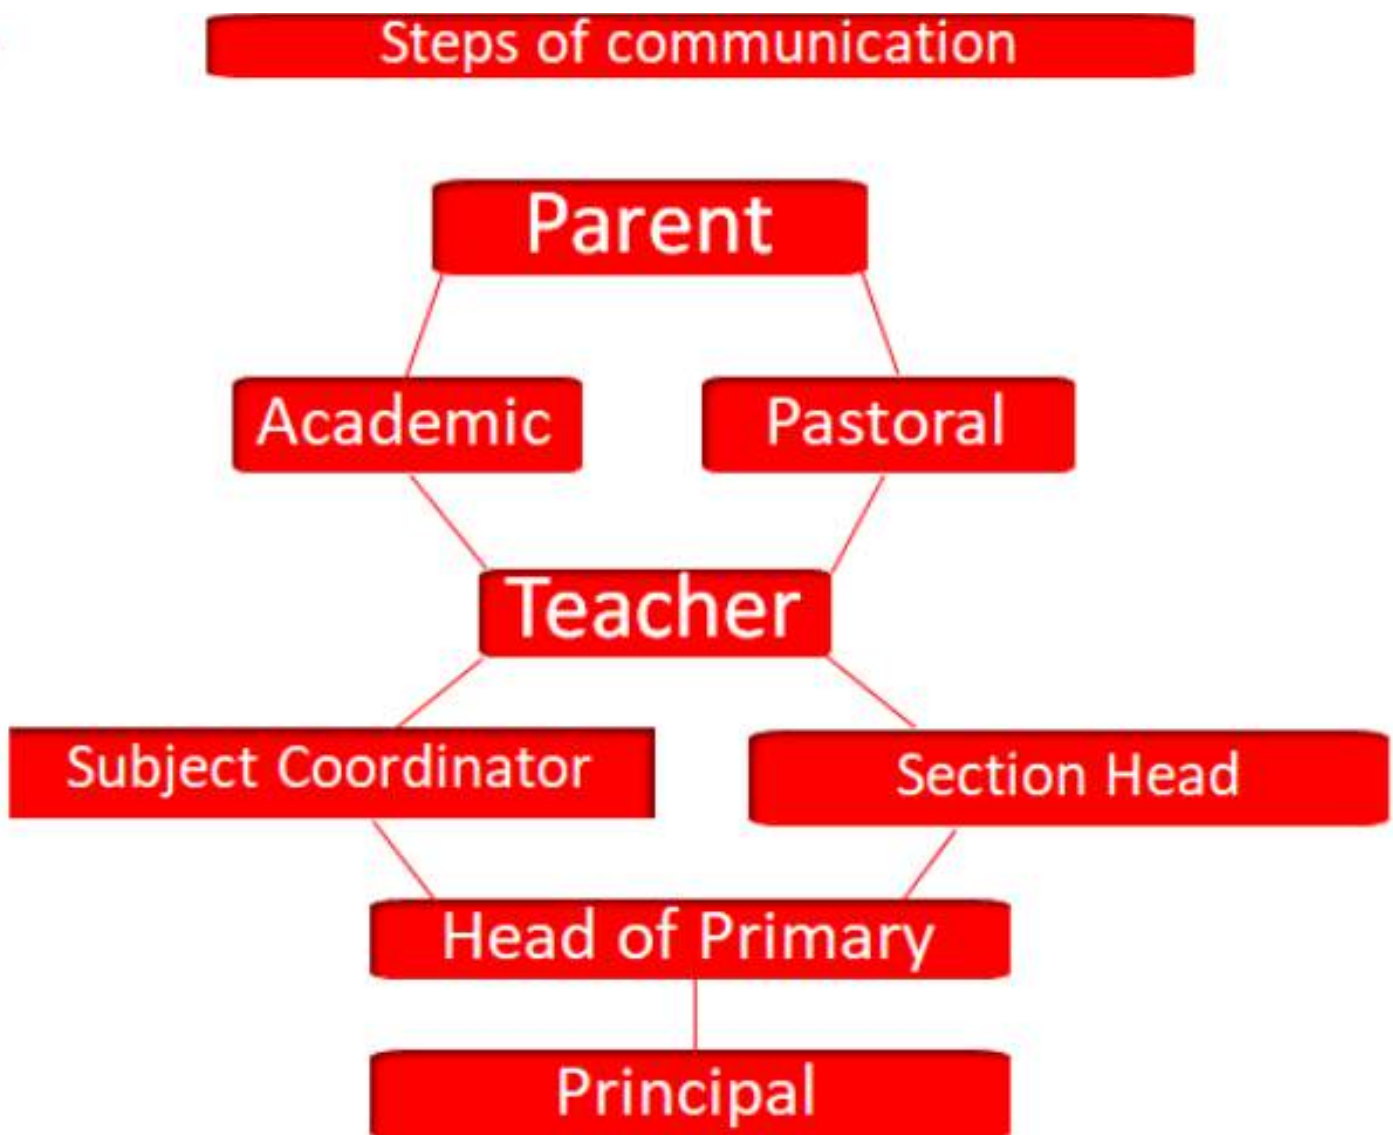 Steps of communication
Parent
Academic
Pastoral
Teacher
Subject Coordinator
Section Head
Head of Primary
Principal